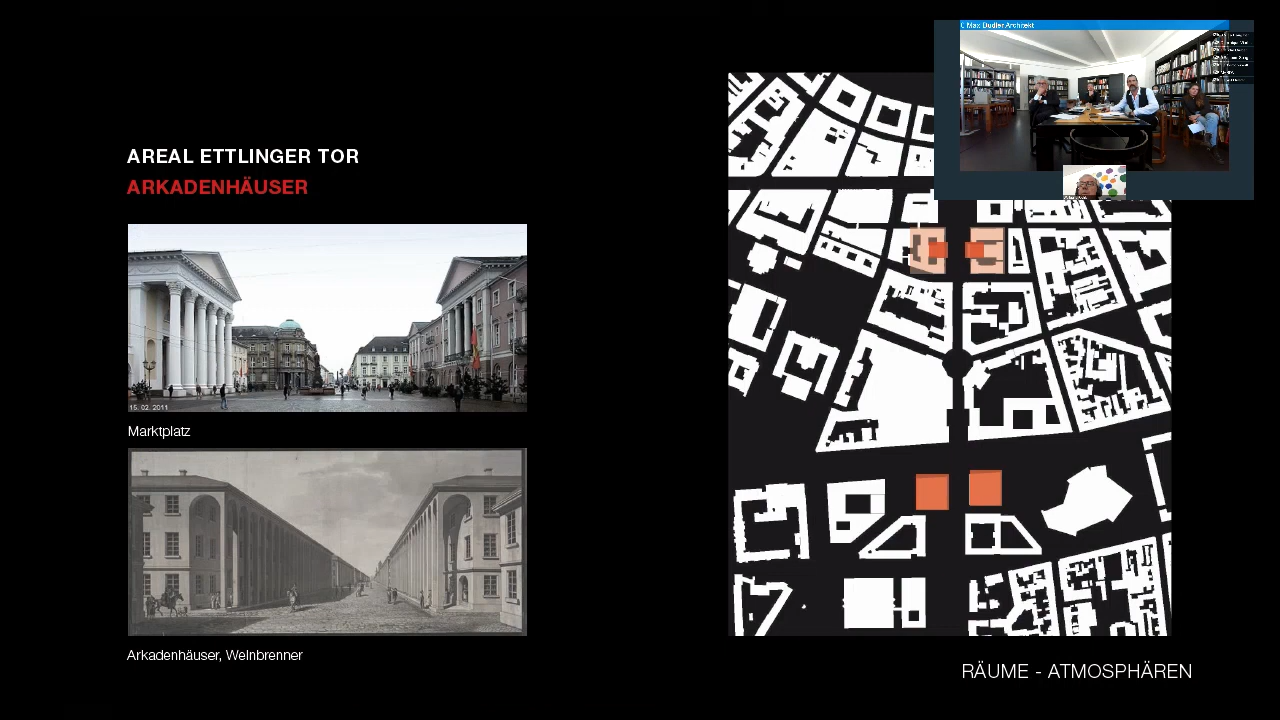 © Max Dudler Architekt
AREAL ETTLINGER TOR
ARKADENHÄUSER
15. 02. 2011
Marktplatz
Arkadenhäuser, Weinbrenner
RÄUME - ATMOSPHÄREN